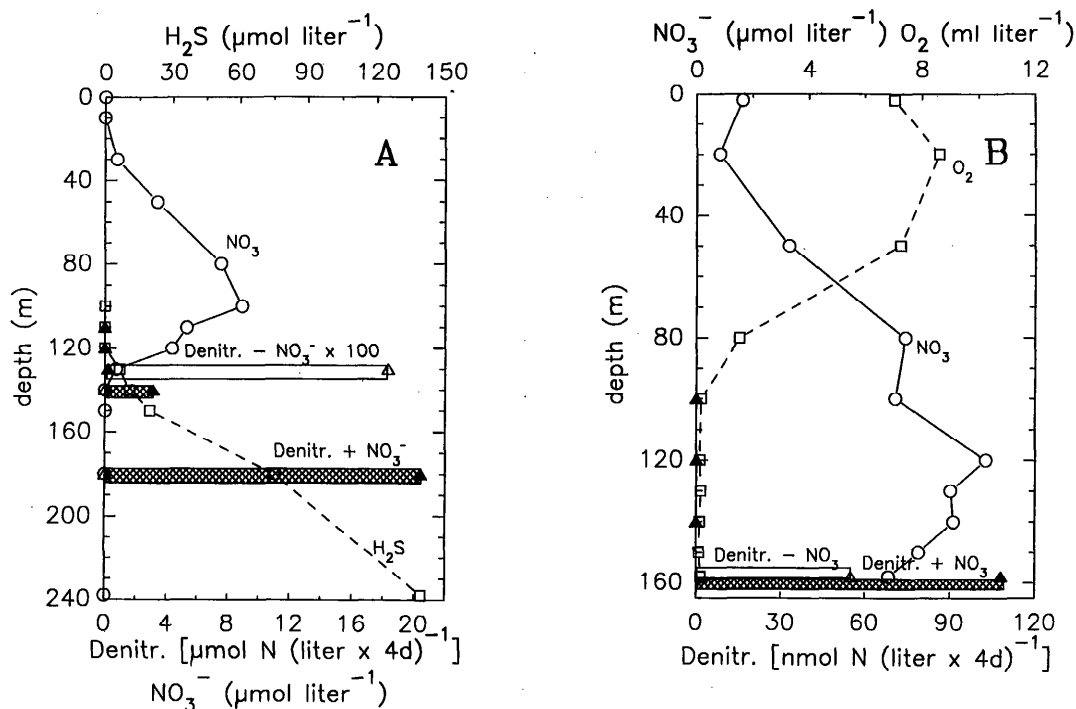 H₂S (μmol liter⁻¹)
0 30 60 90 120 150
A
NO₃
Denitr. – NO₃⁻ x 100
Denitr. + NO₃⁻
H₂S
depth (m)
0
40
80
120
160
200
240
0 4 8 12 16 20
Denitr. [μmol N (liter x 4d)⁻¹]
NO₃⁻ (μmol liter⁻¹)
NO₃⁻ (μmol liter⁻¹) O₂ (ml liter⁻¹)
0 2 4 6 8 10 12
B
O₂
NO₃
Denitr. – NO₃
Denitr. + NO₃
depth (m)
0
40
80
120
160
0 30 60 90 120
Denitr. [nmol N (liter x 4d)⁻¹]